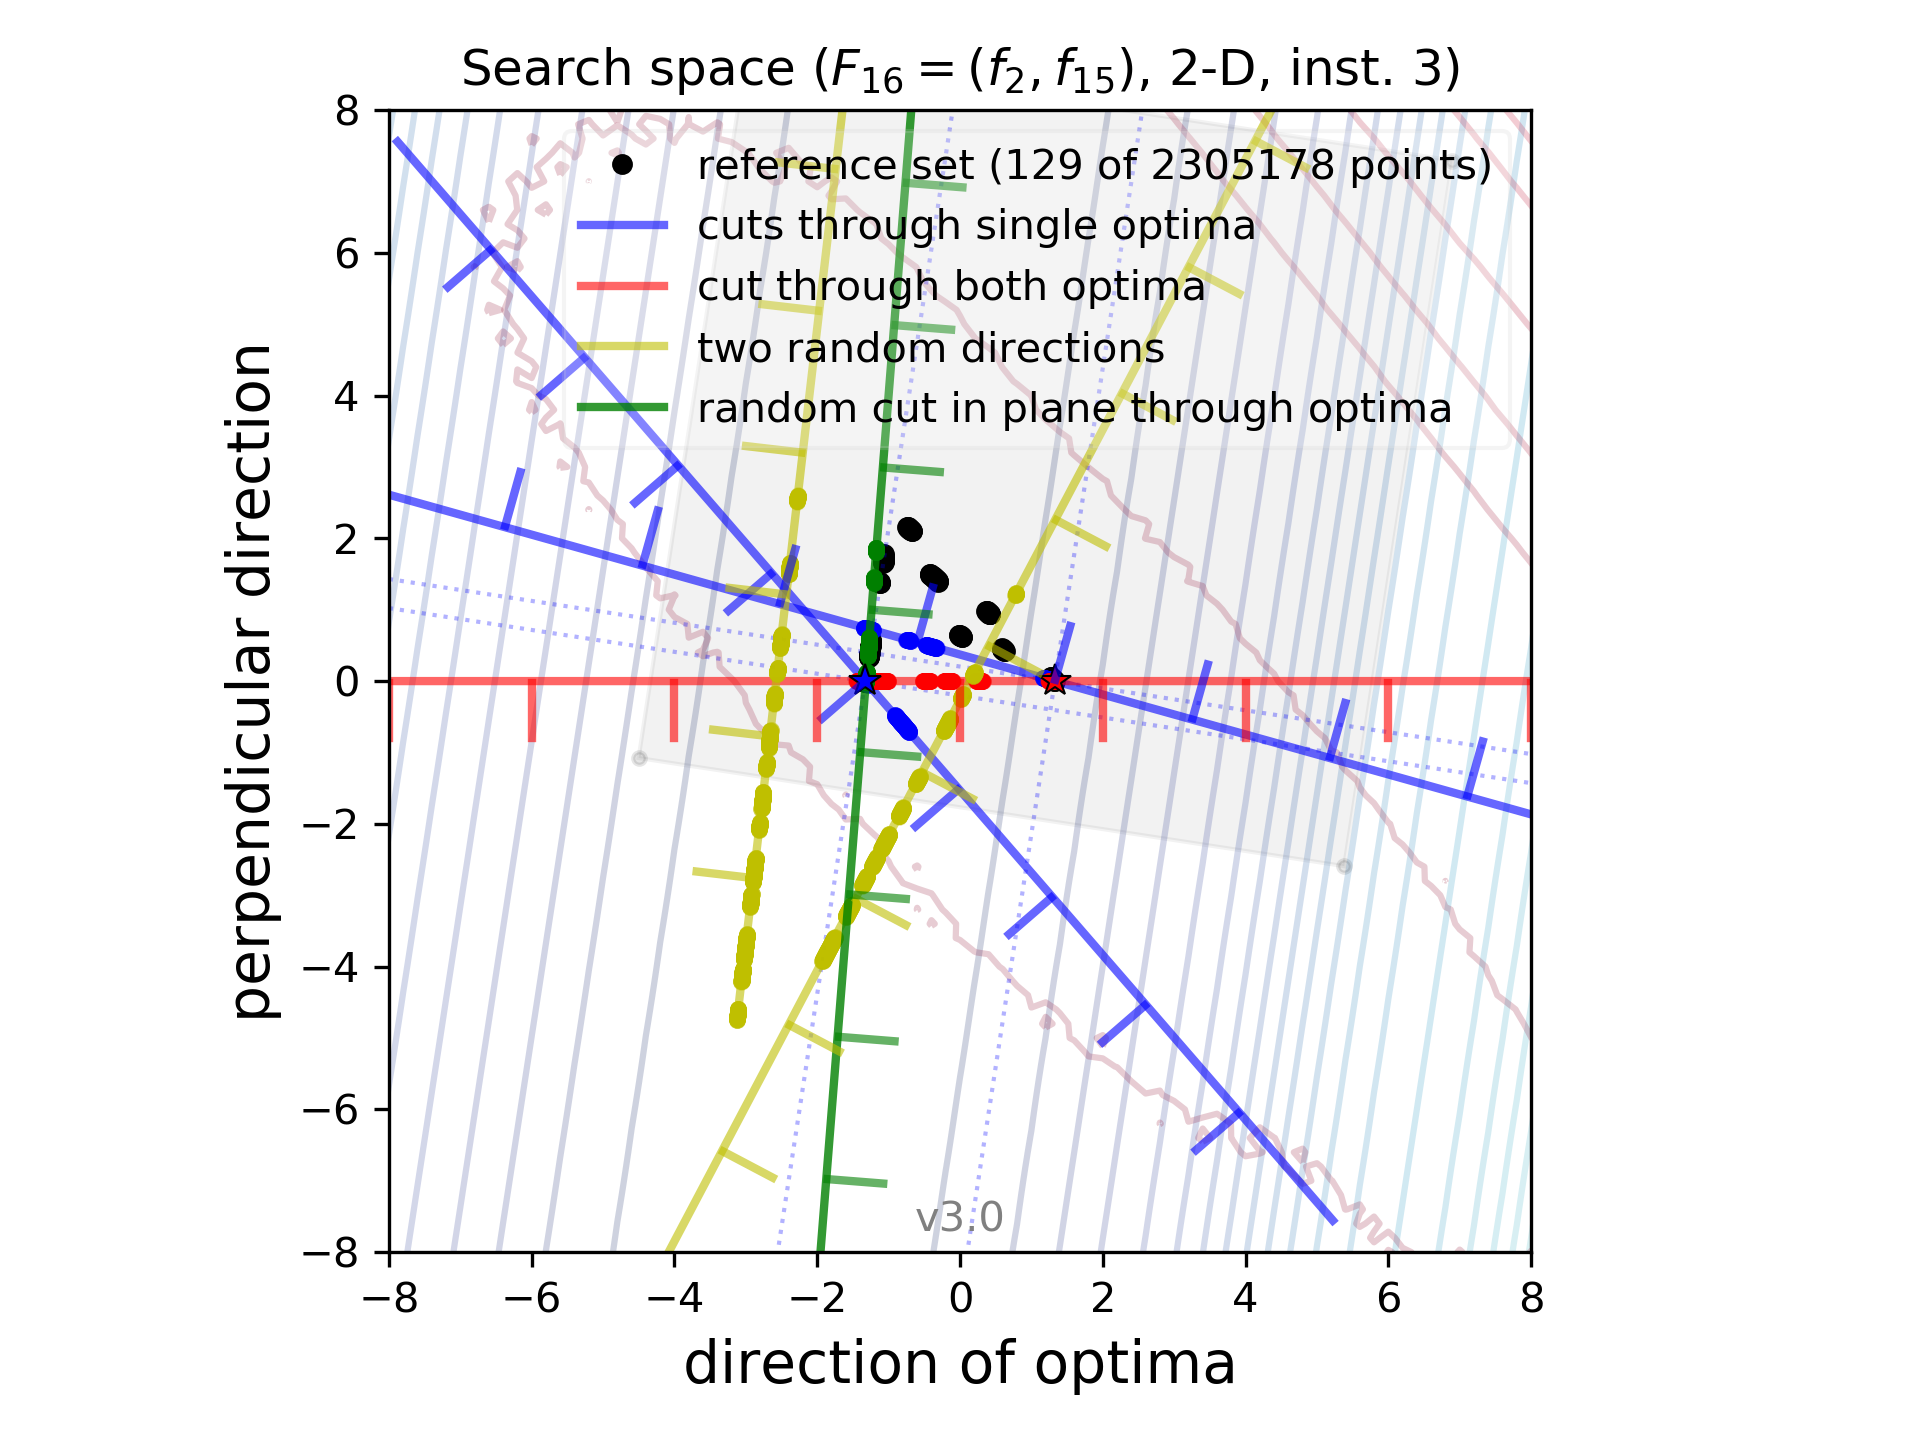 Search space (F₁₆ = (f₂, f₁₅), 2-D, inst. 3)
reference set (129 of 2305178 points)
cuts through single optima
cut through both optima
two random directions
random cut in plane through optima
8
6
4
2
0
−2
−4
−6
−8
perpendicular direction
v3.0
−8 −6 −4 −2 0 2 4 6 8
direction of optima